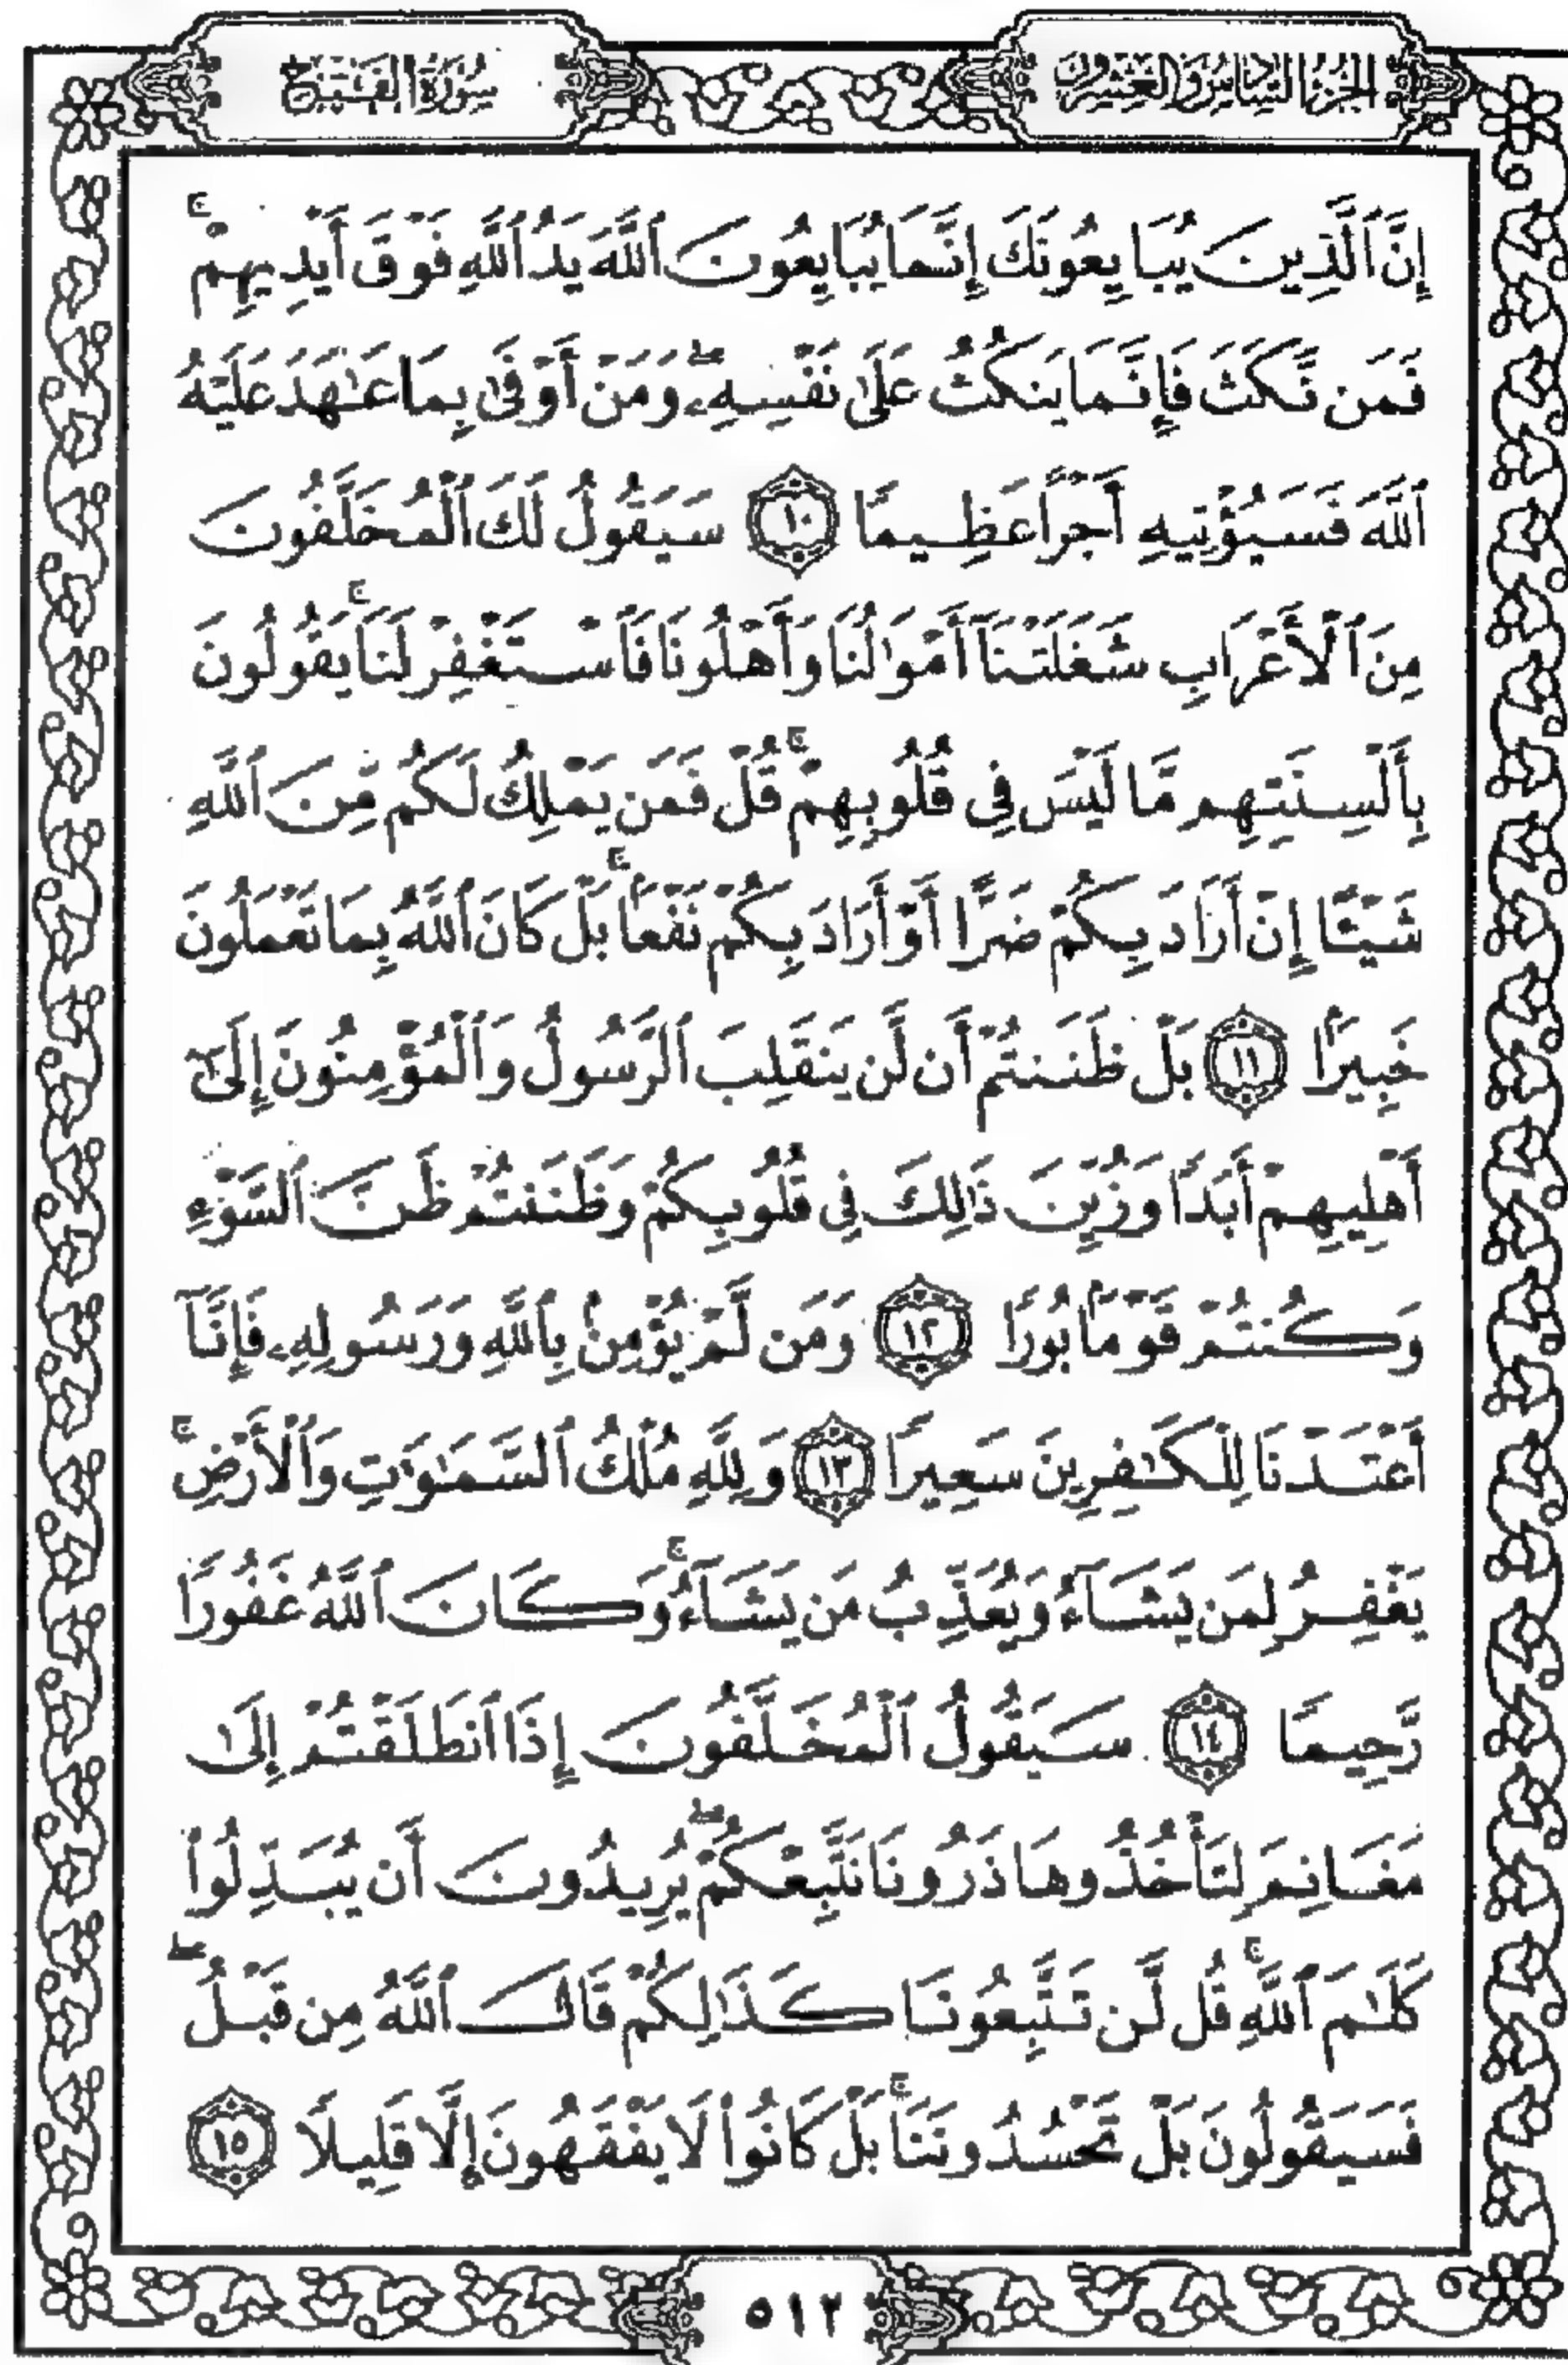 الجزء السادس والعشرون
سورة الفتح
إِنَّ ٱلَّذِينَ يُبَايِعُونَكَ إِنَّمَا يُبَايِعُونَ ٱللَّهَ يَدُ ٱللَّهِ فَوْقَ أَيْدِيهِمْ ۚ
فَمَن نَّكَثَ فَإِنَّمَا يَنكُثُ عَلَىٰ نَفْسِهِۦ ۖ وَمَنْ أَوْفَىٰ بِمَا عَـٰهَدَ عَلَيْهُ
ٱللَّهَ فَسَيُؤْتِيهِ أَجْرًا عَظِيمًا ١٠ سَيَقُولُ لَكَ ٱلْمُخَلَّفُونَ
مِنَ ٱلْأَعْرَابِ شَغَلَتْنَآ أَمْوَٰلُنَا وَأَهْلُونَا فَٱسْتَغْفِرْ لَنَا ۚ يَقُولُونَ
بِأَلْسِنَتِهِم مَّا لَيْسَ فِى قُلُوبِهِمْ ۚ قُلْ فَمَن يَمْلِكُ لَكُم مِّنَ ٱللَّهِ
شَيْـًٔا إِنْ أَرَادَ بِكُمْ ضَرًّا أَوْ أَرَادَ بِكُمْ نَفْعًۢا ۚ بَلْ كَانَ ٱللَّهُ بِمَا تَعْمَلُونَ
خَبِيرًۢا ١١ بَلْ ظَنَنتُمْ أَن لَّن يَنقَلِبَ ٱلرَّسُولُ وَٱلْمُؤْمِنُونَ إِلَىٰٓ
أَهْلِيهِمْ أَبَدًا وَزُيِّنَ ذَٰلِكَ فِى قُلُوبِكُمْ وَظَنَنتُمْ ظَنَّ ٱلسَّوْءِ
وَكُنتُمْ قَوْمًۢا بُورًا ١٢ وَمَن لَّمْ يُؤْمِنۢ بِٱللَّهِ وَرَسُولِهِۦ فَإِنَّآ
أَعْتَدْنَا لِلْكَـٰفِرِينَ سَعِيرًا ١٣ وَلِلَّهِ مُلْكُ ٱلسَّمَـٰوَٰتِ وَٱلْأَرْضِ ۚ
يَغْفِرُ لِمَن يَشَآءُ وَيُعَذِّبُ مَن يَشَآءُ ۚ وَكَانَ ٱللَّهُ غَفُورًا
رَّحِيمًا ١٤ سَيَقُولُ ٱلْمُخَلَّفُونَ إِذَا ٱنطَلَقْتُمْ إِلَىٰ
مَغَانِمَ لِتَأْخُذُوهَا ذَرُونَا نَتَّبِعْكُمْ ۖ يُرِيدُونَ أَن يُبَدِّلُوا۟
كَلَـٰمَ ٱللَّهِ ۚ قُل لَّن تَتَّبِعُونَا كَذَٰلِكُمْ قَالَ ٱللَّهُ مِن قَبْلُ ۖ
فَسَيَقُولُونَ بَلْ تَحْسُدُونَنَا ۚ بَلْ كَانُوا۟ لَا يَفْقَهُونَ إِلَّا قَلِيلًا ١٥
٥١٢